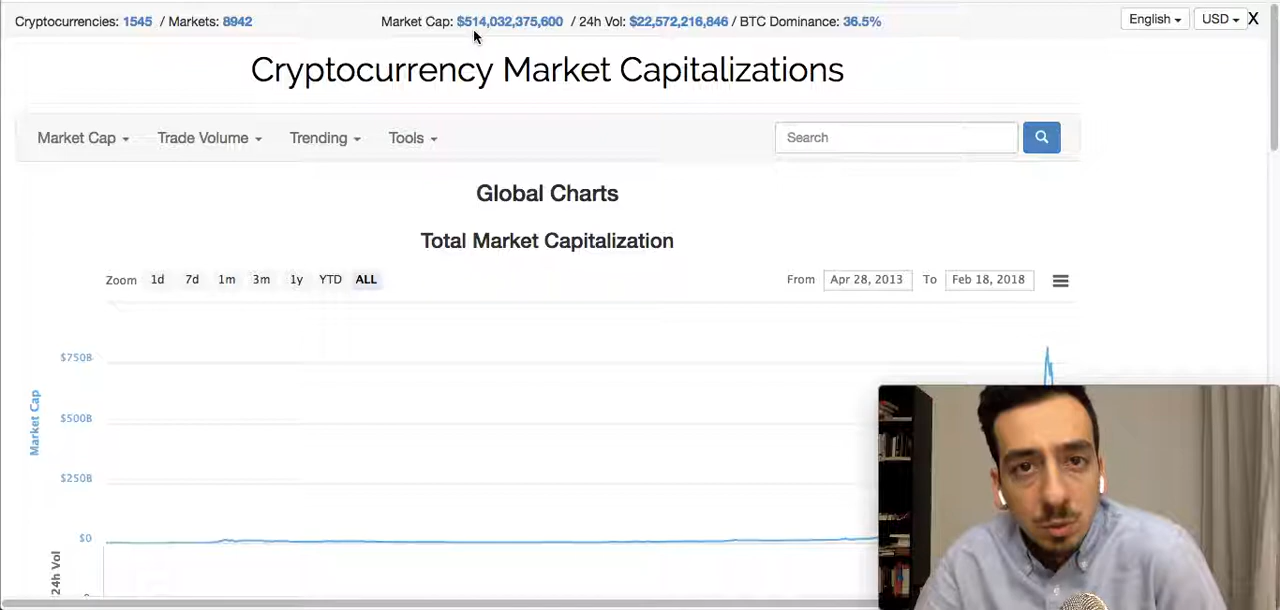 Cryptocurrencies: 1545 / Markets: 8942
Market Cap: $514,032,375,600 / 24h Vol: $22,572,216,846 / BTC Dominance: 36.5%
English USD X
Cryptocurrency Market Capitalizations
Market Cap Trade Volume Trending Tools Search
Global Charts
Total Market Capitalization
Zoom 1d 7d 1m 3m 1y YTD ALL
From Apr 28, 2013 To Feb 18, 2018
$750B
$500B
$250B
$0
Market Cap
24h Vol